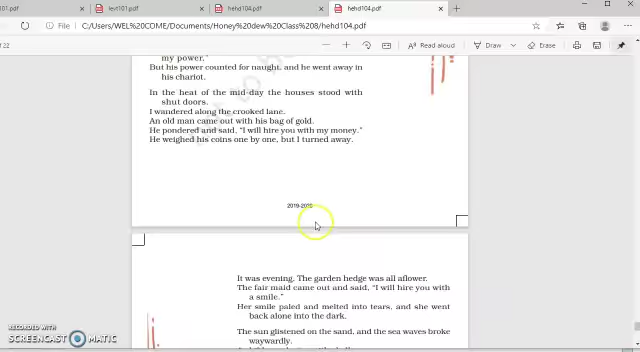 101.pdf
levt101.pdf
hehd104.pdf
hehd104.pdf
C:/Users/WEL%20COME/Documents/Honey%20dew%20Class%208/hehd104.pdf
of 22
Read aloud
Draw
Erase
my power,"
But his power counted for naught, and he went away in
his chariot.
In the heat of the mid-day the houses stood with
shut doors.
I wandered along the crooked lane.
An old man came out with his bag of gold.
He pondered and said, "I will hire you with my money."
He weighed his coins one by one, but I turned away.
2019-2020
It was evening. The garden hedge was all aflower.
The fair maid came out and said, "I will hire you with
a smile."
Her smile paled and melted into tears, and she went
back alone into the dark.
The sun glistened on the sand, and the sea waves broke
waywardly.
RECORDED WITH
SCREENCAST-O-MATIC